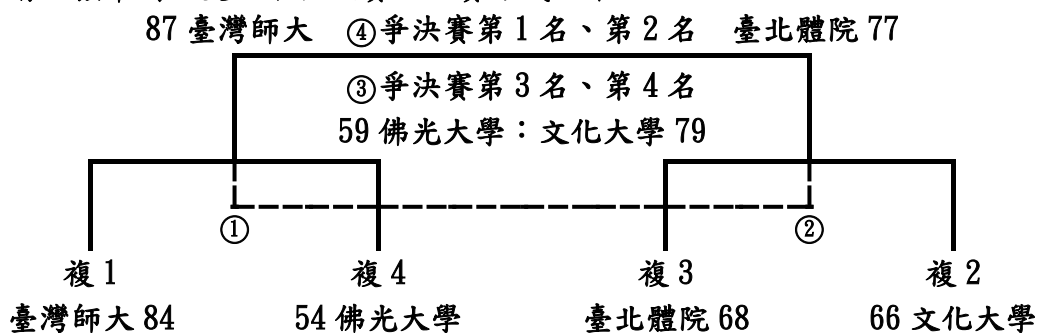 87 臺灣師大 ④爭決賽第 1 名、第 2 名 臺北體院 77
③爭決賽第 3 名、第 4 名
59 佛光大學:文化大學 79
① ②
複 1 複 4 複 3 複 2
臺灣師大 84 54 佛光大學 臺北體院 68 66 文化大學